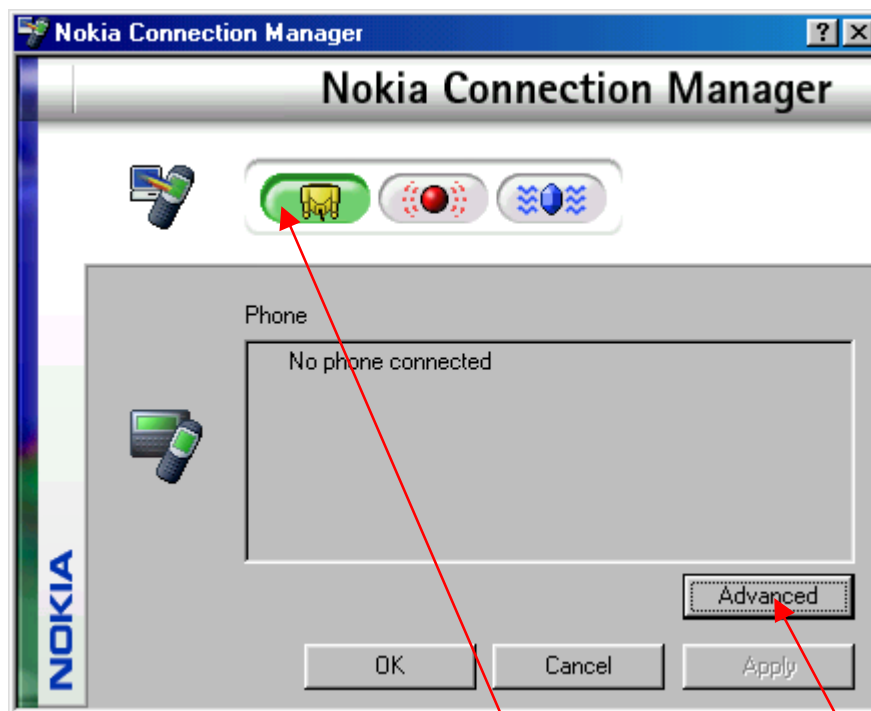 Nokia Connection Manager
Nokia Connection Manager
Phone
No phone connected
NOKIA
Advanced
OK Cancel Apply